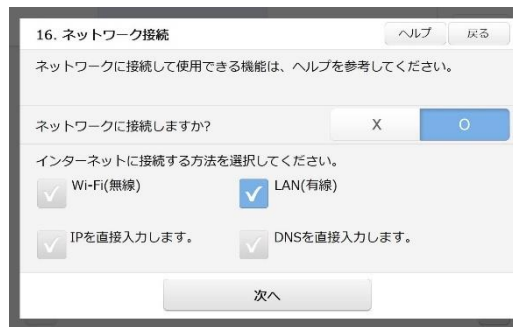 16. ネットワーク接続
ヘルプ
戻る
ネットワークに接続して使用できる機能は、ヘルプを参考してください。
ネットワークに接続しますか?
X
O
インターネットに接続する方法を選択してください。
Wi-Fi(無線)
LAN(有線)
IPを直接入力します。
DNSを直接入力します。
次へ